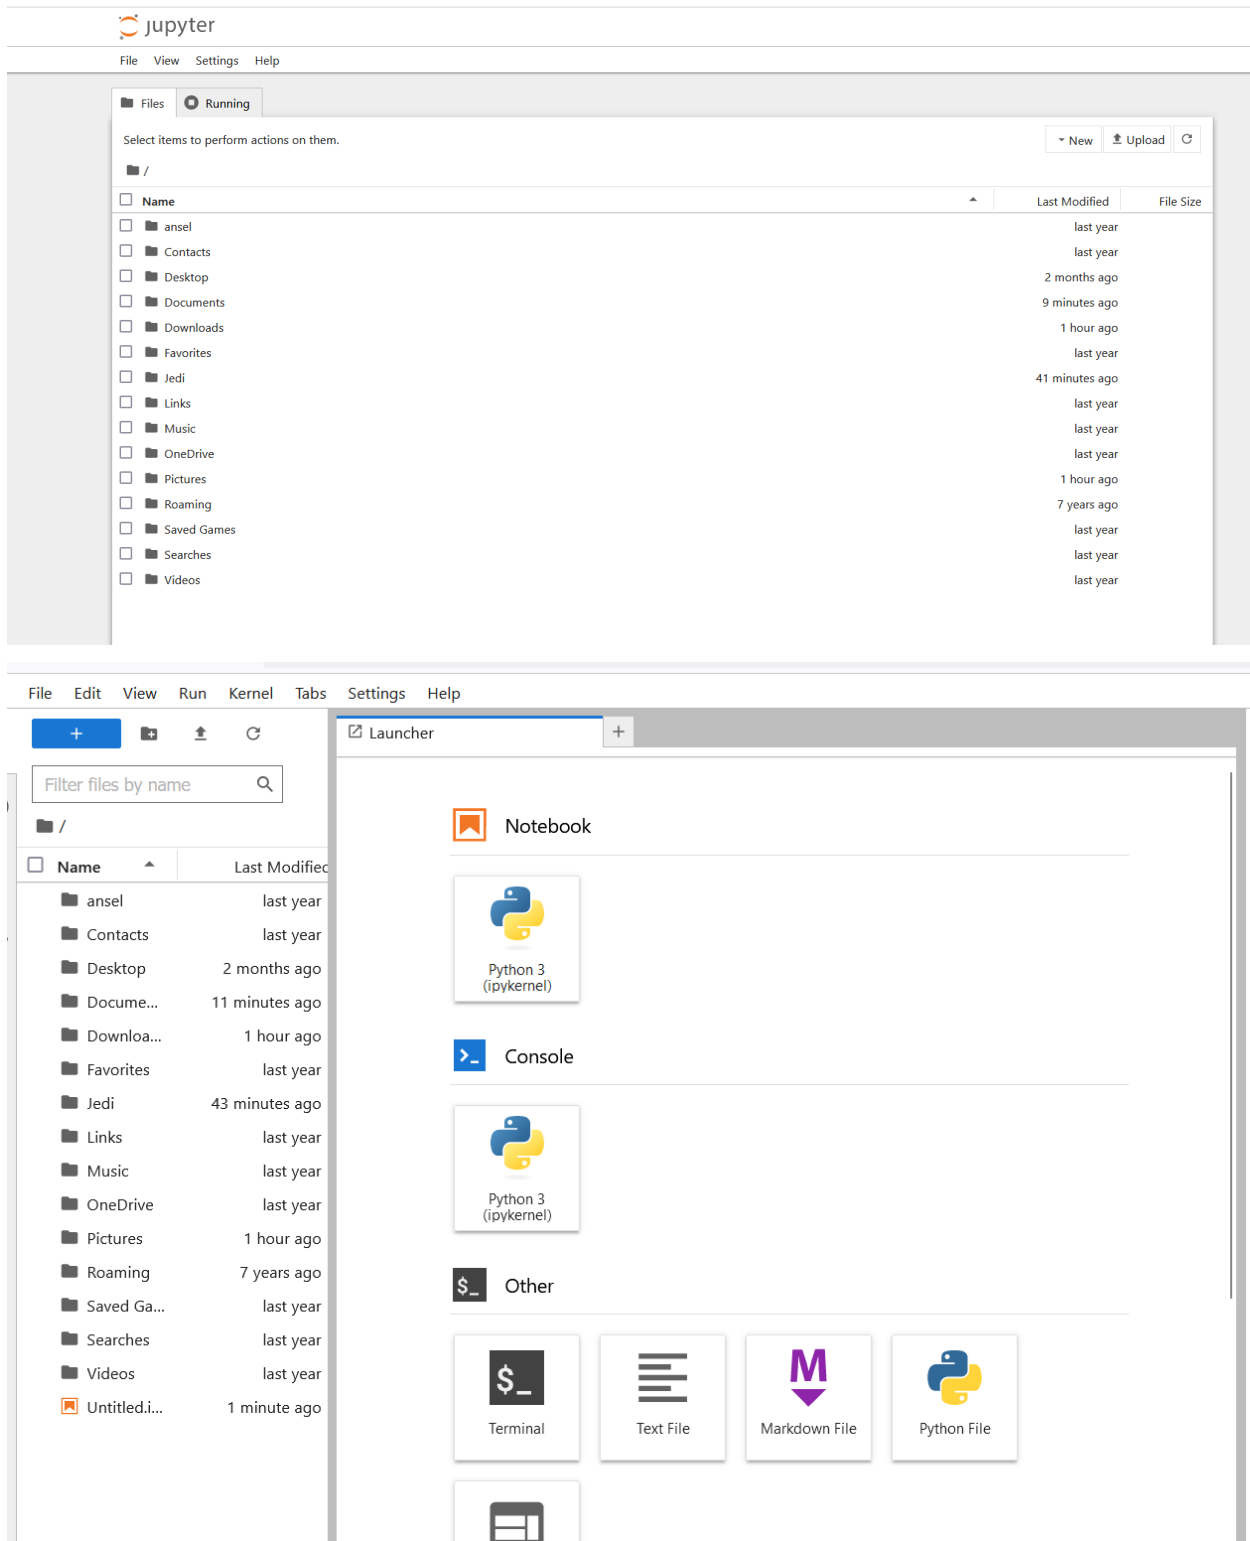 jupyter
File View Settings Help
Files Running
Select items to perform actions on them.
New Upload
/
Name Last Modified File Size
ansel last year
Contacts last year
Desktop 2 months ago
Documents 9 minutes ago
Downloads 1 hour ago
Favorites last year
Jedi 41 minutes ago
Links last year
Music last year
OneDrive last year
Pictures 1 hour ago
Roaming 7 years ago
Saved Games last year
Searches last year
Videos last year
File Edit View Run Kernel Tabs Settings Help
+
Launcher +
Filter files by name
/
Name Last Modified
ansel last year
Contacts last year
Desktop 2 months ago
Docume... 11 minutes ago
Downloa... 1 hour ago
Favorites last year
Jedi 43 minutes ago
Links last year
Music last year
OneDrive last year
Pictures 1 hour ago
Roaming 7 years ago
Saved Ga... last year
Searches last year
Videos last year
Untitled.i... 1 minute ago
Notebook
Python 3
(ipykernel)
Console
Python 3
(ipykernel)
$_ Other
$_
M
Terminal Text File Markdown File Python File